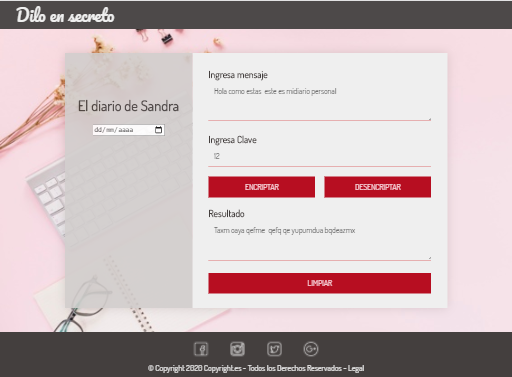 Dilo en secreto
El diario de Sandra
dd/mm/aaaa
Ingresa mensaje
Hola como estas este es midiario personal
Ingresa Clave
12
ENCRIPTAR
DESENCRIPTAR
Resultado
Taxm oaya qefme qefq qe yupumdua bqdeazmx
LIMPIAR
© Copyright 2020 Copyright.es - Todos los Derechos Reservados - Legal